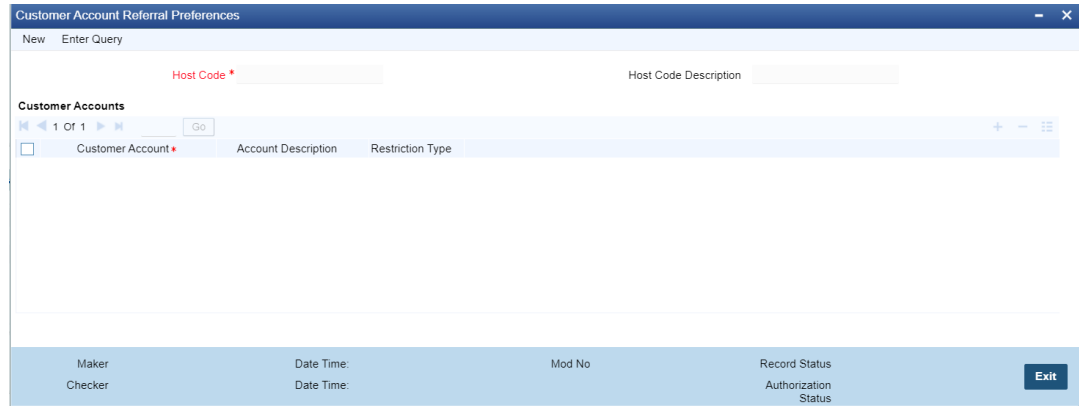 Customer Account Referral Preferences
New Enter Query
Host Code * Host Code Description
Customer Accounts
1 Of 1 Go
Customer Account * Account Description Restriction Type
Maker Date Time: Mod No Record Status
Checker Date Time: Authorization
Status
Exit